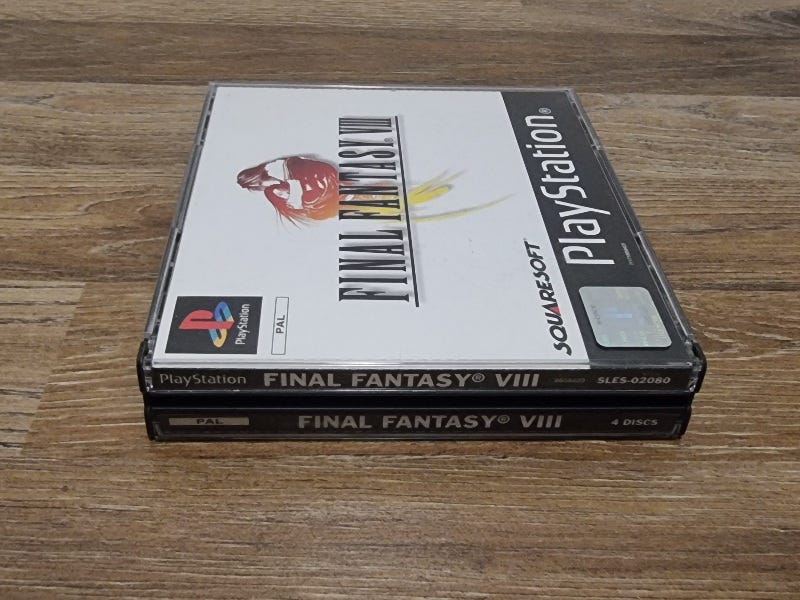 FINAL FANTASY VIII
PlayStation®
SQUARESOFT
PlayStation
PAL
PlayStation FINAL FANTASY® VIII SLES-02080
PAL FINAL FANTASY® VIII 4 DISCS